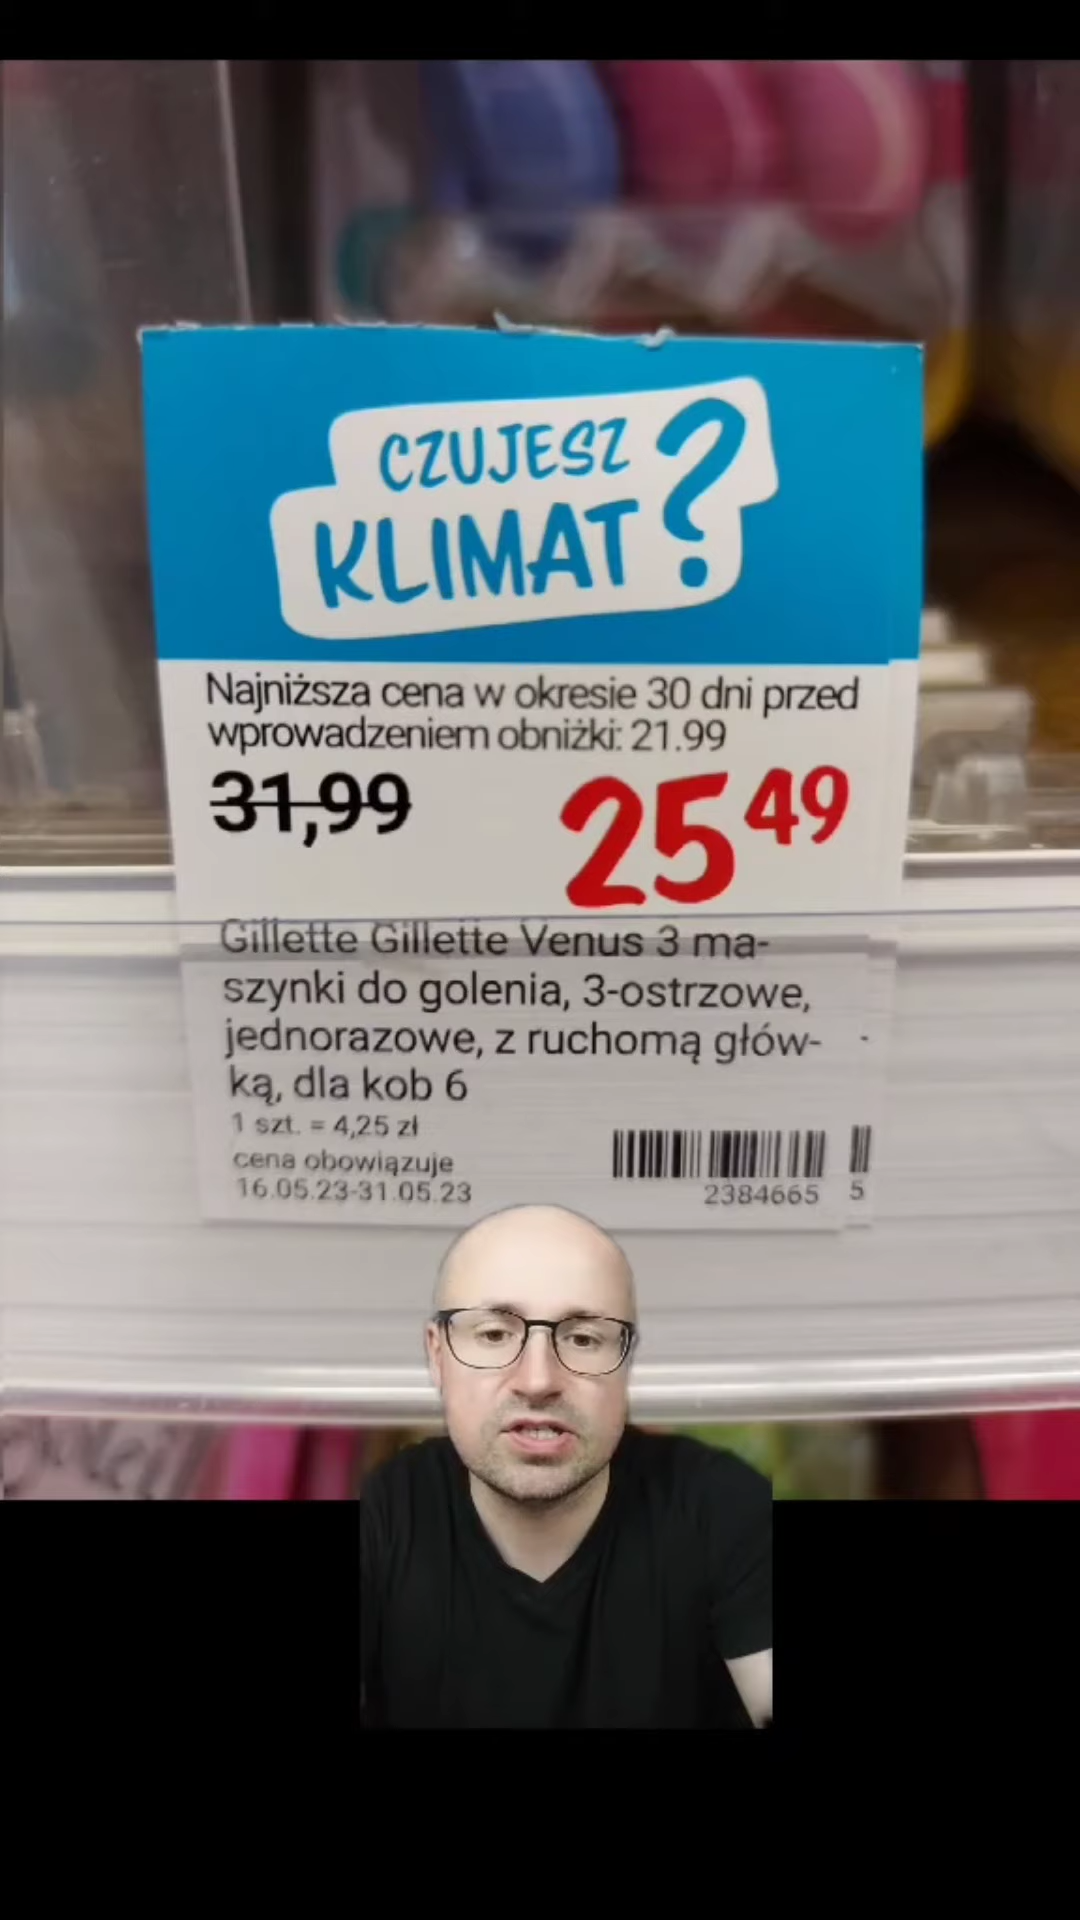 CZUJESZ
KLIMAT?
Najniższa cena w okresie 30 dni przed
wprowadzeniem obniżki: 21.99
31,99 25 49
Gillette Gillette Venus 3 ma-
szynki do golenia, 3-ostrzowe,
jednorazowe, z ruchomą głów-
ką, dla kob 6
1 szt. = 4,25 zł
cena obowiązuje
16.05.23-31.05.23
2384665 5